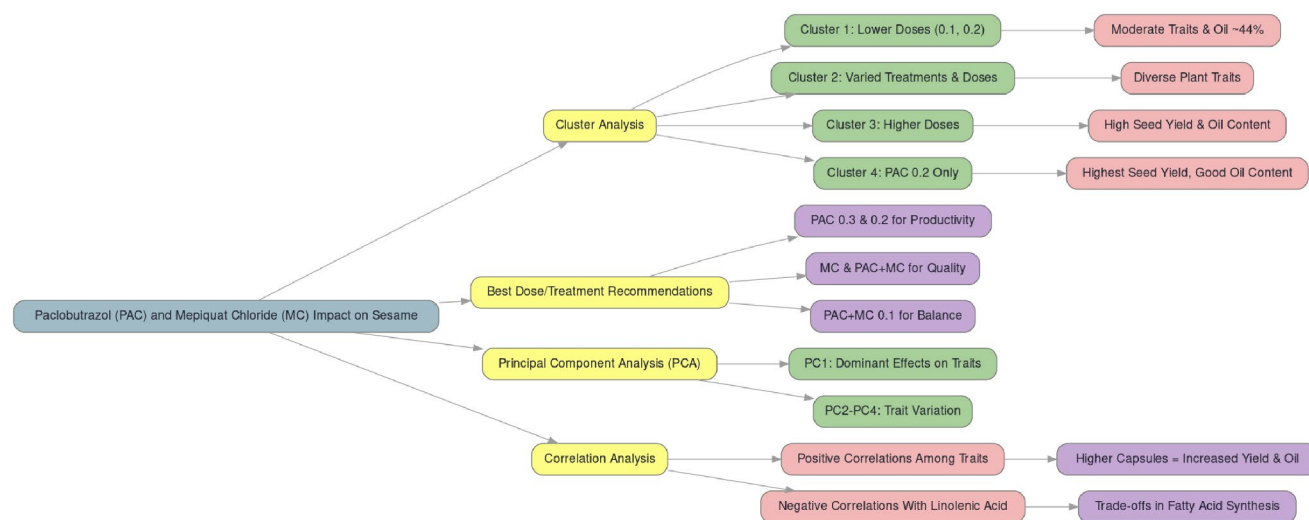 Cluster 1: Lower Doses (0.1, 0.2)
Moderate Traits & Oil ~44%
Cluster 2: Varied Treatments & Doses
Diverse Plant Traits
Cluster Analysis
Cluster 3: Higher Doses
High Seed Yield & Oil Content
Cluster 4: PAC 0.2 Only
Highest Seed Yield, Good Oil Content
PAC 0.3 & 0.2 for Productivity
MC & PAC+MC for Quality
Best Dose/Treatment Recommendations
Paclobutrazol (PAC) and Mepiquat Chloride (MC) Impact on Sesame
PAC+MC 0.1 for Balance
Principal Component Analysis (PCA)
PC1: Dominant Effects on Traits
PC2-PC4: Trait Variation
Correlation Analysis
Positive Correlations Among Traits
Higher Capsules = Increased Yield & Oil
Negative Correlations With Linolenic Acid
Trade-offs in Fatty Acid Synthesis